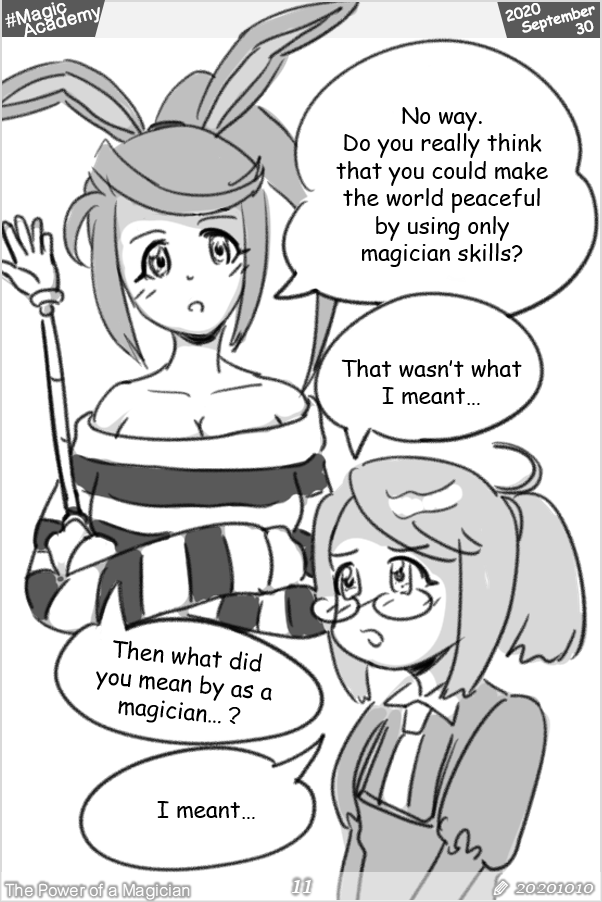 #Magic
Academy
2020
September
30
No way.
Do you really think
that you could make
the world peaceful
by using only
magician skills?
That wasn't what
I meant...
Then what did
you mean by as a
magician... ?
I meant...
The Power of a Magician
11
20201010